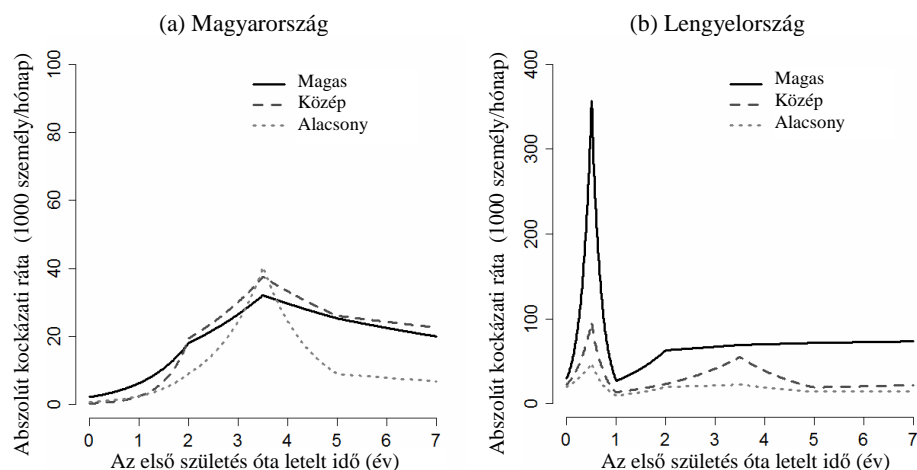 (a) Magyarország
Abszolút kockázati ráta (1000 személy/hónap)
100
80
60
40
20
0
Magas
Közép
Alacsony
0 1 2 3 4 5 6 7
Az első születés óta letelt idő (év)
(b) Lengyelország
Abszolút kockázati ráta (1000 személy/hónap)
400
300
200
100
0
Magas
Közép
Alacsony
0 1 2 3 4 5 6 7
Az első születés óta letelt idő (év)